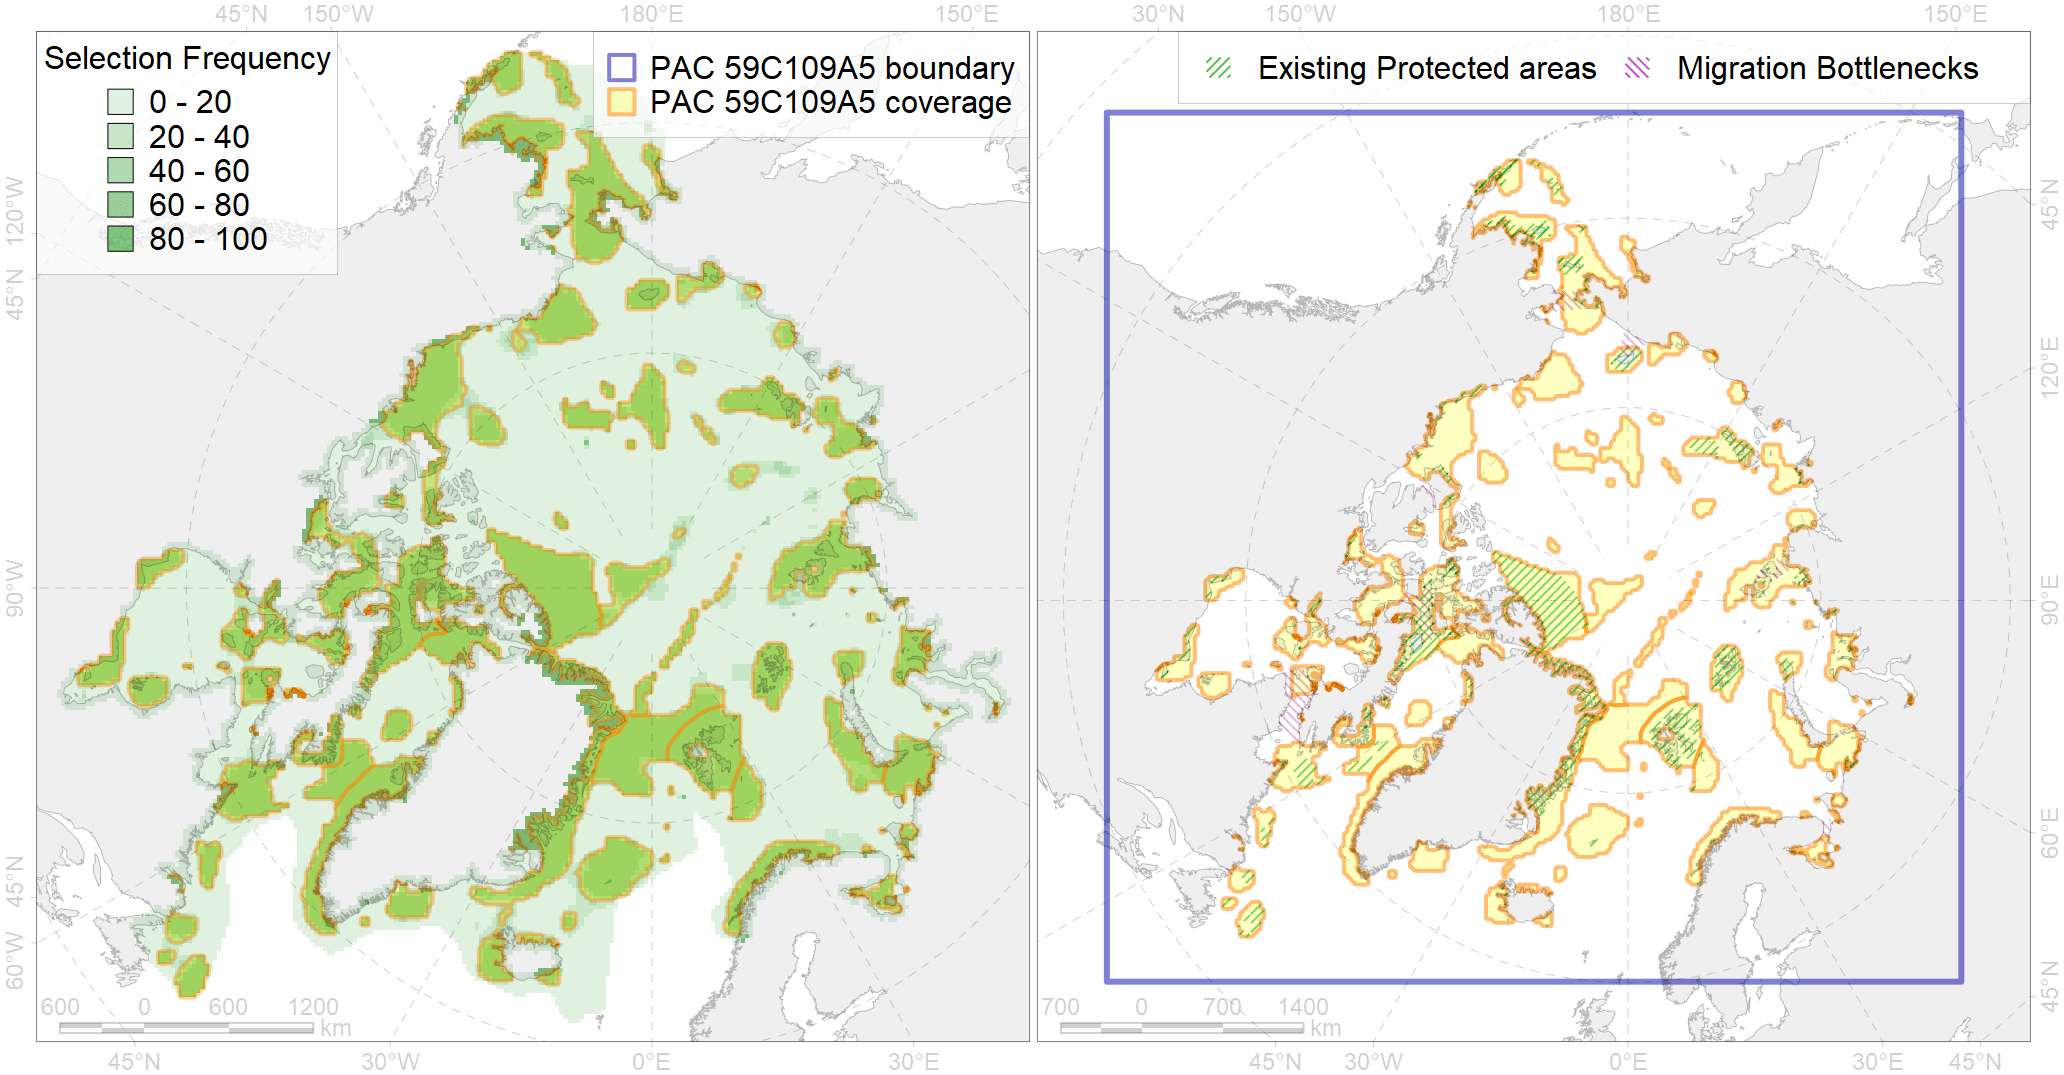 45°N 150°W 180°E 150°E 30°N 150°W 180°E 150°E
Selection Frequency
0 - 20
20 - 40
40 - 60
60 - 80
80 - 100
PAC 59C109A5 boundary
PAC 59C109A5 coverage
Existing Protected areas Migration Bottlenecks
120°W
45°N
90°W
45°N
60°W
45°N
120°E
90°E
60°E
45°N
600 0 600 1200
km
700 0 700 1400
km
45°N 30°W 0°E 30°E 45°N 30°W 0°E 30°E 45°N